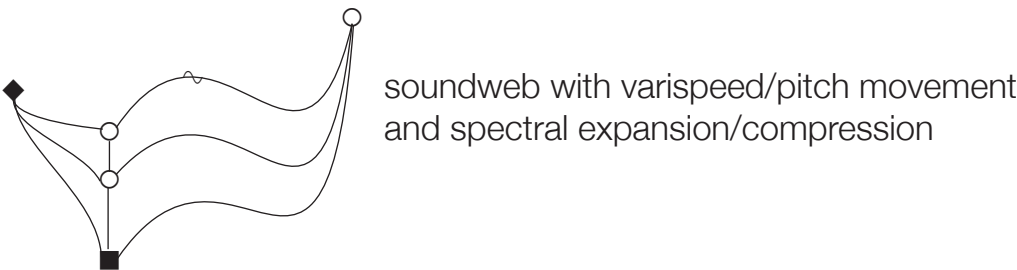 soundweb with varispeed/pitch movement
and spectral expansion/compression